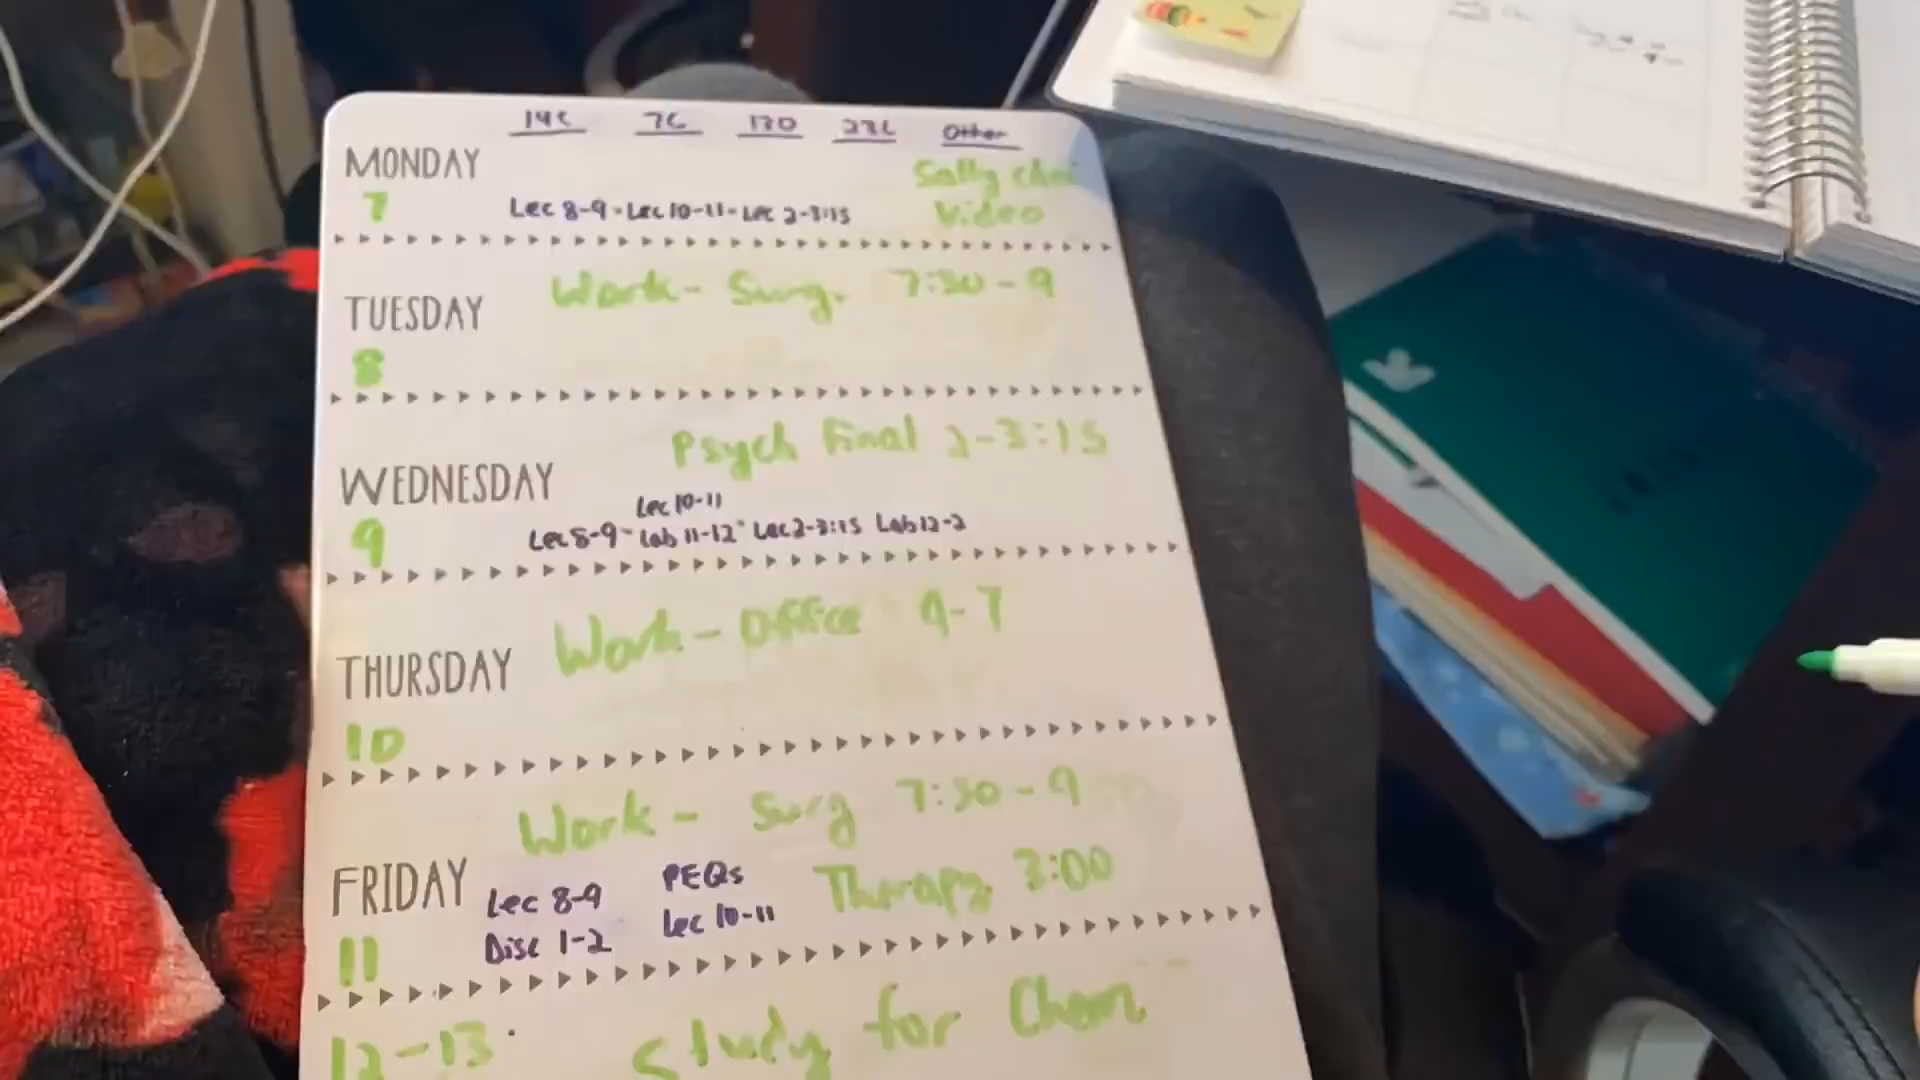 14C 7C 13D 23L Other
MONDAY
7
Sally
Video
Lec 8-9 - Lec 10-11 - Lec 2-3:15
TUESDAY
8
Work - Surg. 7:30 - 9
WEDNESDAY
9
Psych Final 2-3:15
Lec 10-11
Lec 8-9 - Lab 11-12 - Lec 2-3:15 Lab 12-2
THURSDAY
10
Work - Office 9-7
Work - Surg 7:30 - 9
FRIDAY
11
Lec 8-9
Disc 1-2
PEQs
Lec 10-11
Therapy 3:00
12-13
Study for Chem